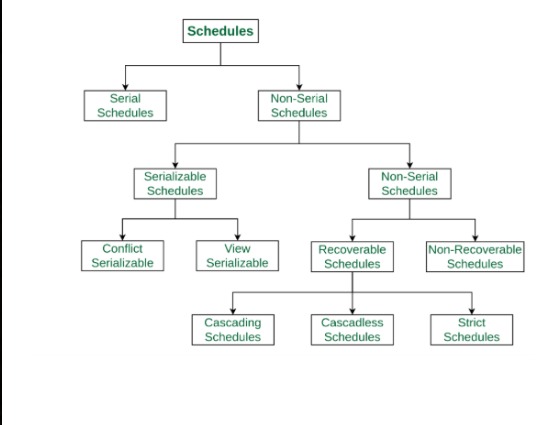 Schedules
Serial
Schedules
Non-Serial
Schedules
Serializable
Schedules
Non-Serial
Schedules
Conflict
Serializable
View
Serializable
Recoverable
Schedules
Non-Recoverable
Schedules
Cascading
Schedules
Cascadless
Schedules
Strict
Schedules